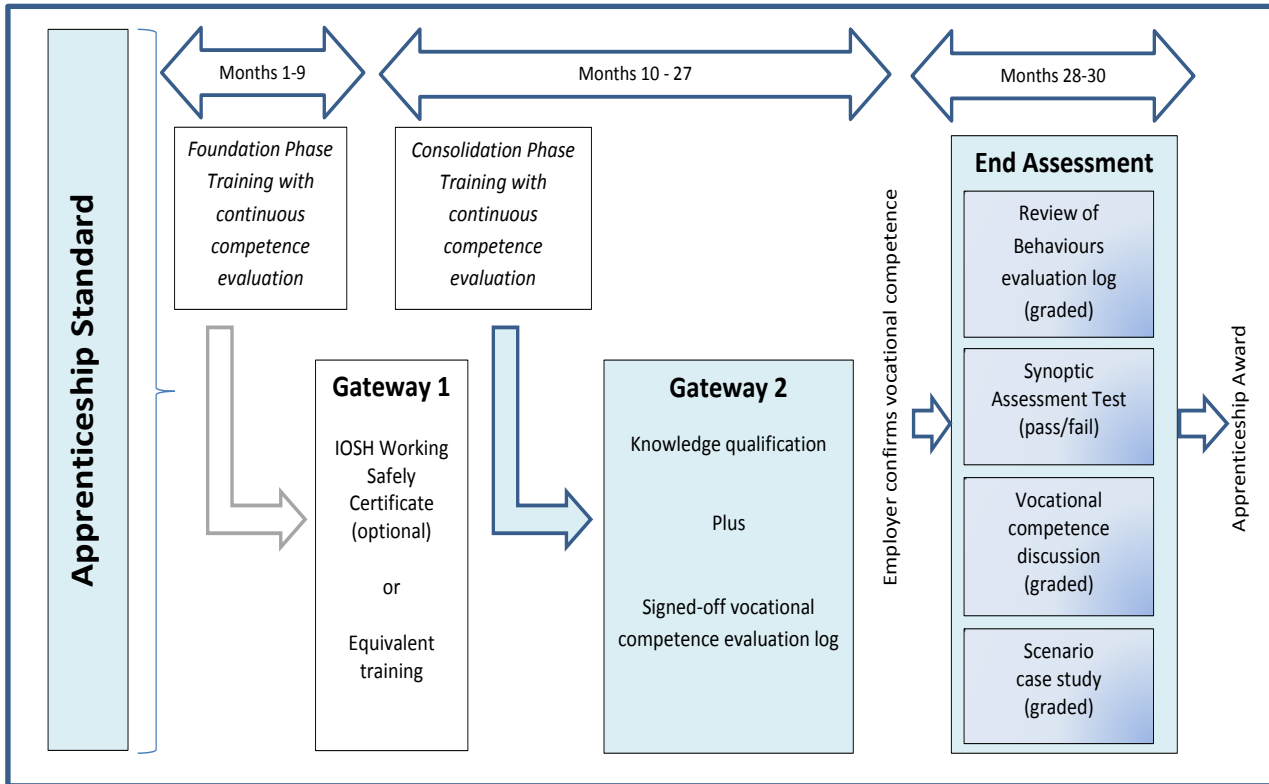 Apprenticeship Standard
Months 1-9
Months 10 - 27
Months 28-30
Foundation Phase
Training with
continuous
competence
evaluation
Consolidation Phase
Training with
continuous
competence
evaluation
Gateway 1
IOSH Working
Safely
Certificate
(optional)
or
Equivalent
training
Gateway 2
Knowledge qualification
Plus
Signed-off vocational
competence evaluation log
Employer confirms vocational competence
End Assessment
Review of
Behaviours
evaluation log
(graded)
Synoptic
Assessment Test
(pass/fail)
Vocational
competence
discussion
(graded)
Scenario
case study
(graded)
Apprenticeship Award